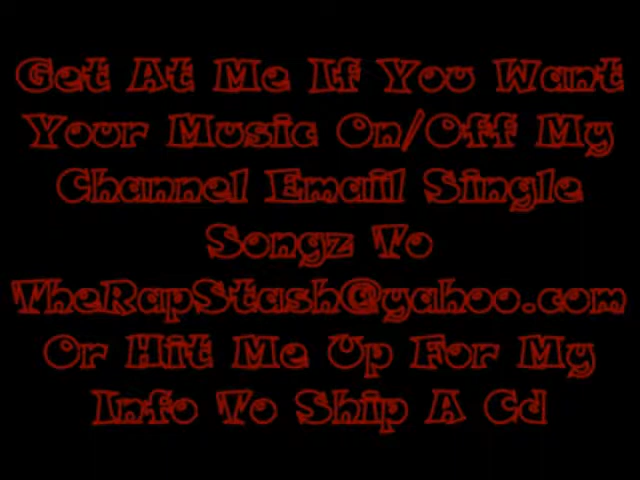 Get At Me If You Want
Your Music On/Off My
Channel Email Single
Songz To
TheRapStash@yahoo.com
Or Hit Me Up For My
Info To Ship A Cd